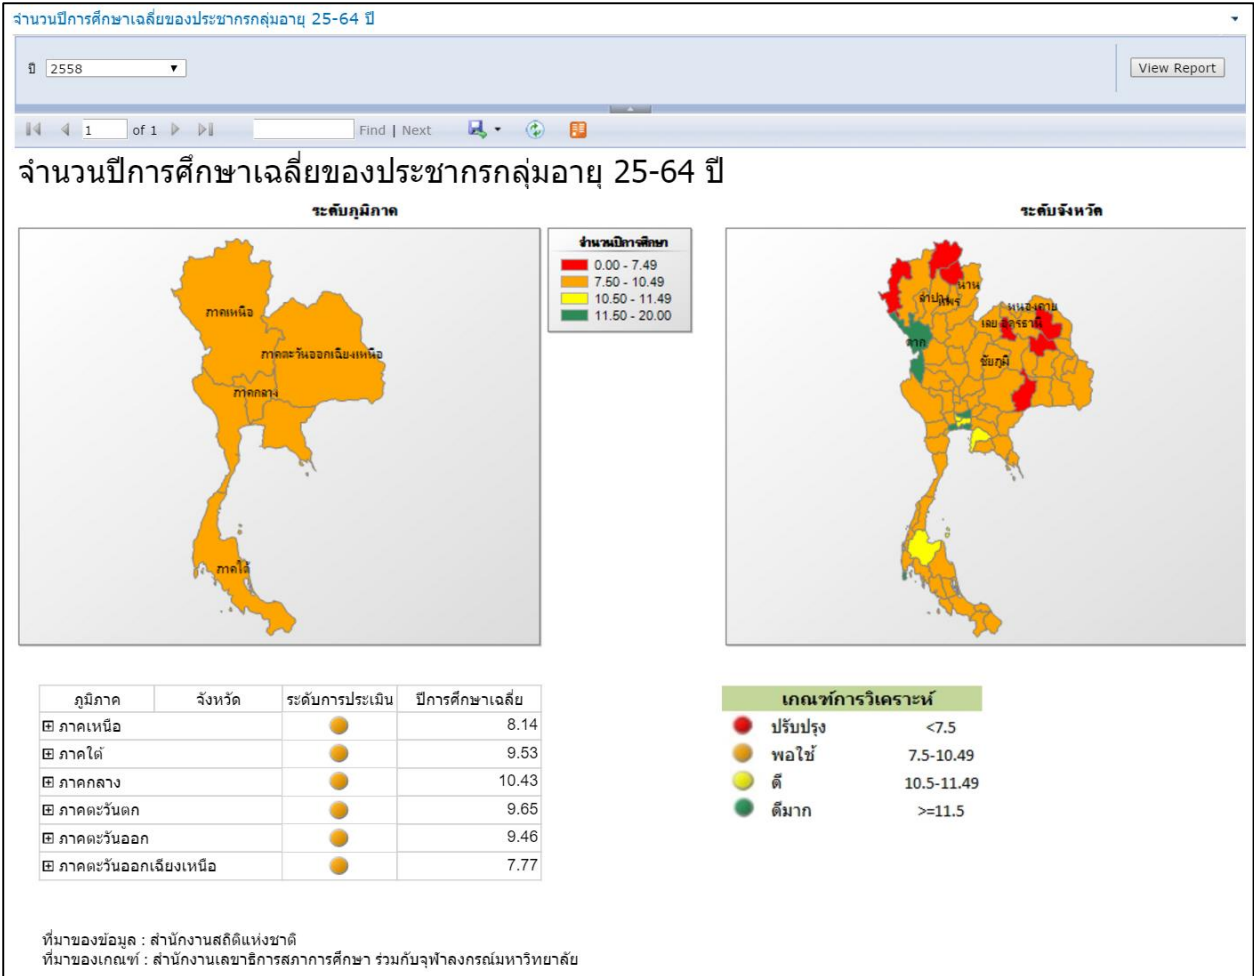 จำนวนปีการศึกษาเฉลี่ยของประชากรกลุ่มอายุ 25-64 ปี
ปี 2558 View Report
1 of 1 Find | Next
จำนวนปีการศึกษาเฉลี่ยของประชากรกลุ่มอายุ 25-64 ปี
ระดับภูมิภาค
ภาคเหนือ
ภาคตะวันออกเฉียงเหนือ
ภาคกลาง
ภาคใต้
จำนวนปีการศึกษา
0.00 - 7.49
7.50 - 10.49
10.50 - 11.49
11.50 - 20.00
ระดับจังหวัด
น่าน
ลำปาง แพร่
หนองคาย
เลย อุดรธานี
ตาก
ชัยภูมิ
ภูมิภาค จังหวัด ระดับการประเมิน ปีการศึกษาเฉลี่ย
ภาคเหนือ 8.14
ภาคใต้ 9.53
ภาคกลาง 10.43
ภาคตะวันตก 9.65
ภาคตะวันออก 9.46
ภาคตะวันออกเฉียงเหนือ 7.77
เกณฑ์การวิเคราะห์
ปรับปรุง <7.5
พอใช้ 7.5-10.49
ดี 10.5-11.49
ดีมาก >=11.5
ที่มาของข้อมูล : สำนักงานสถิติแห่งชาติ
ที่มาของเกณฑ์ : สำนักงานเลขาธิการสภาการศึกษา ร่วมกับจุฬาลงกรณ์มหาวิทยาลัย